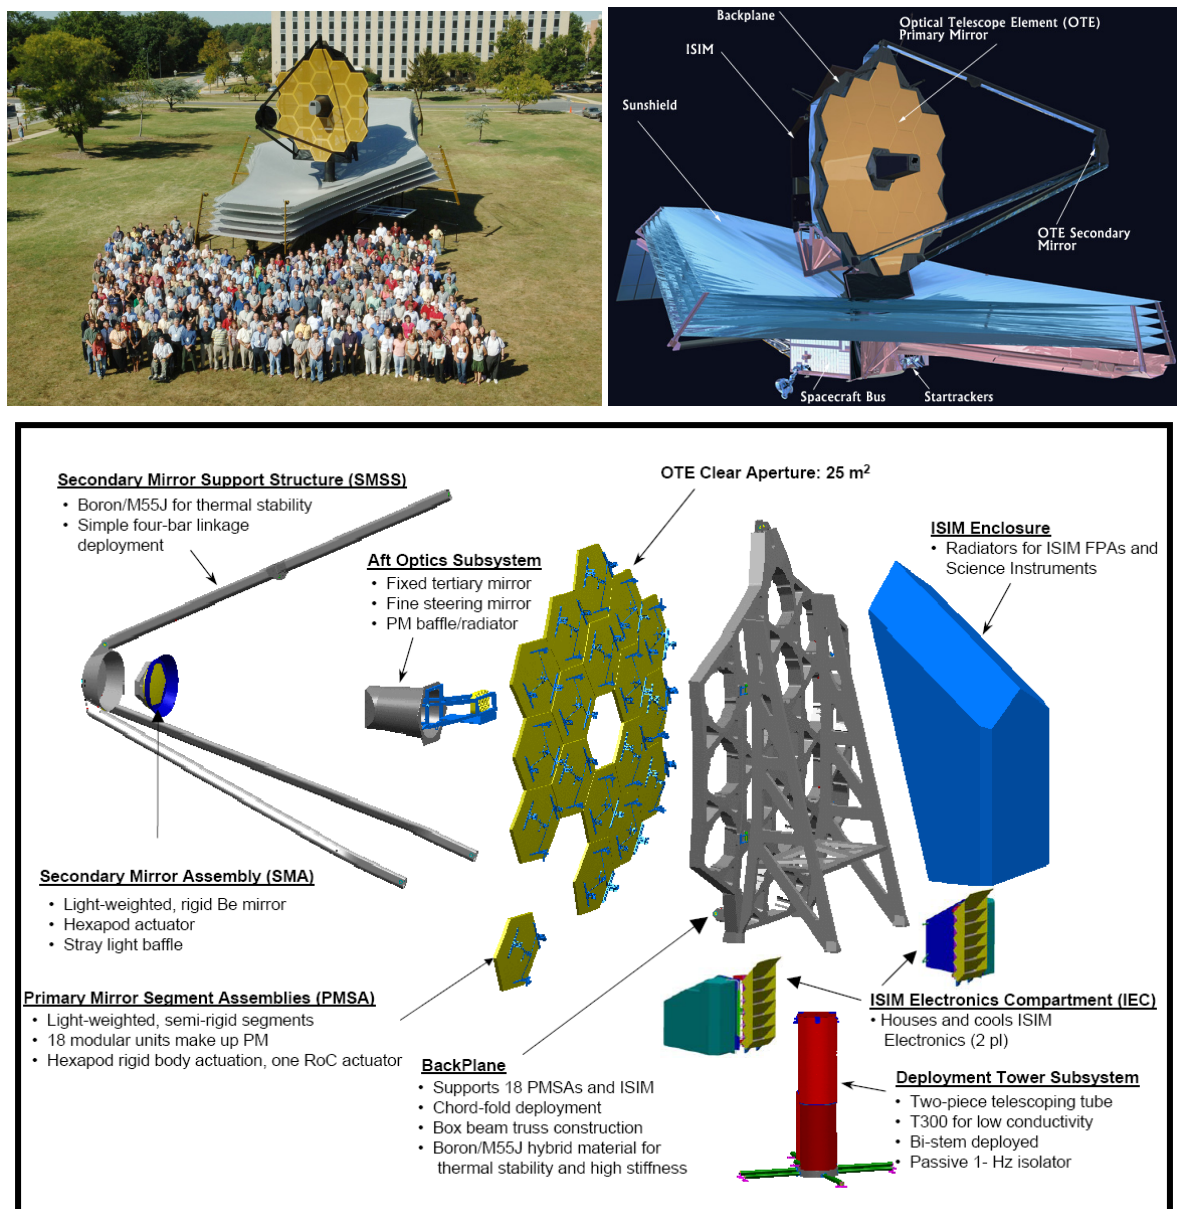 Backplane
Optical Telescope Element (OTE)
Primary Mirror
ISIM
Sunshield
OTE Secondary
Mirror
Spacecraft Bus
Startrackers
Secondary Mirror Support Structure (SMSS)
• Boron/M55J for thermal stability
• Simple four-bar linkage
deployment
OTE Clear Aperture: 25 m²
Aft Optics Subsystem
• Fixed tertiary mirror
• Fine steering mirror
• PM baffle/radiator
ISIM Enclosure
• Radiators for ISIM FPAs and
Science Instruments
Secondary Mirror Assembly (SMA)
• Light-weighted, rigid Be mirror
• Hexapod actuator
• Stray light baffle
Primary Mirror Segment Assemblies (PMSA)
• Light-weighted, semi-rigid segments
• 18 modular units make up PM
• Hexapod rigid body actuation, one RoC actuator
BackPlane
• Supports 18 PMSAs and ISIM
• Chord-fold deployment
• Box beam truss construction
• Boron/M55J hybrid material for
thermal stability and high stiffness
ISIM Electronics Compartment (IEC)
• Houses and cools ISIM
Electronics (2 pl)
Deployment Tower Subsystem
• Two-piece telescoping tube
• T300 for low conductivity
• Bi-stem deployed
• Passive 1- Hz isolator